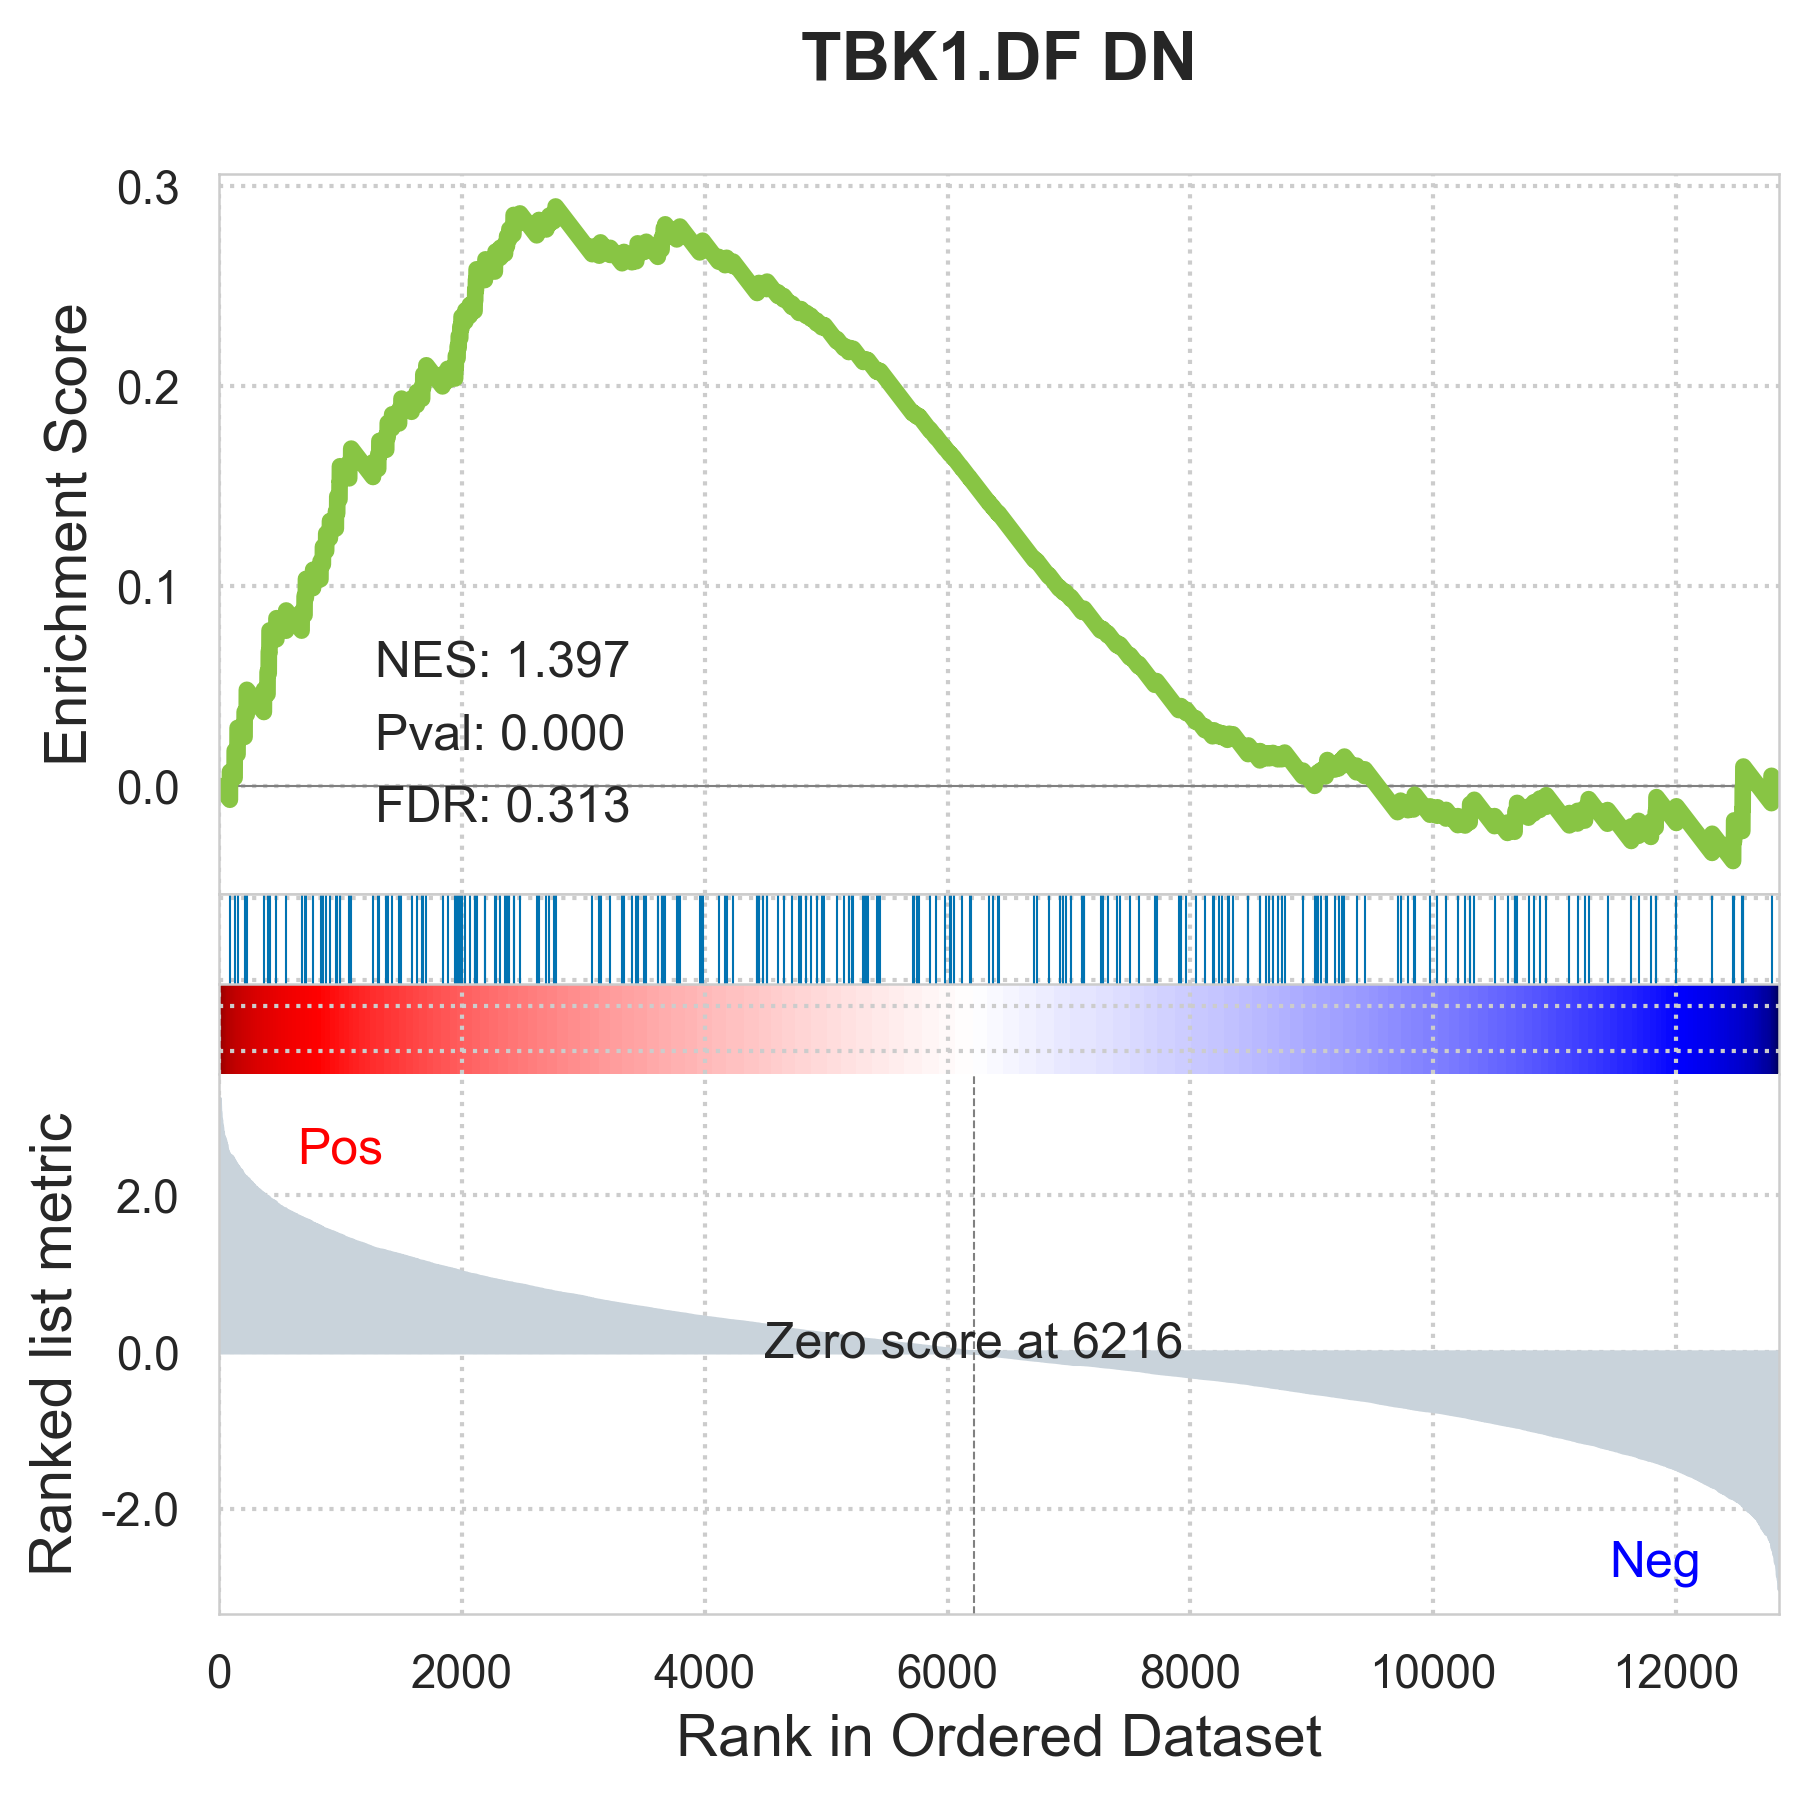 TBK1.DF DN
Enrichment Score
0.3
0.2
0.1
0.0
NES: 1.397
Pval: 0.000
FDR: 0.313
Ranked list metric
Pos
2.0
0.0
-2.0
Zero score at 6216
Neg
0 2000 4000 6000 8000 10000 12000
Rank in Ordered Dataset